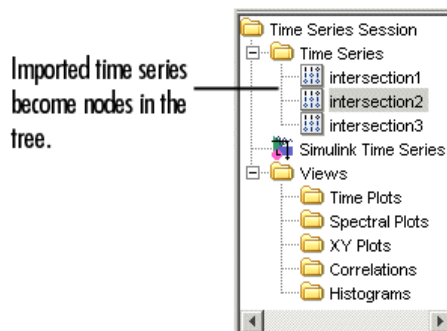 Imported time series
become nodes in the
tree.
Time Series Session
Time Series
intersection1
intersection2
intersection3
Simulink Time Series
Views
Time Plots
Spectral Plots
XY Plots
Correlations
Histograms